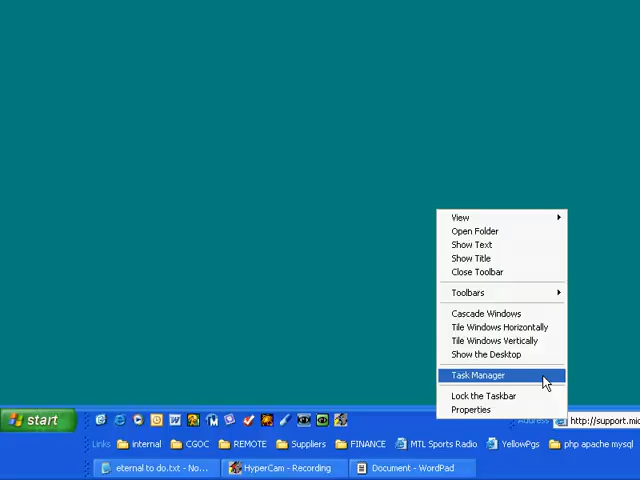 View
Open Folder
Show Text
Show Title
Close Toolbar
Toolbars
Cascade Windows
Tile Windows Horizontally
Tile Windows Vertically
Show the Desktop
Task Manager
Lock the Taskbar
Properties
start
Address http://support.mic
Links internal CGOC REMOTE Suppliers FINANCE MTL Sports Radio YellowPgs php apache mysql
eternal to do.txt - No... HyperCam - Recording Document - WordPad